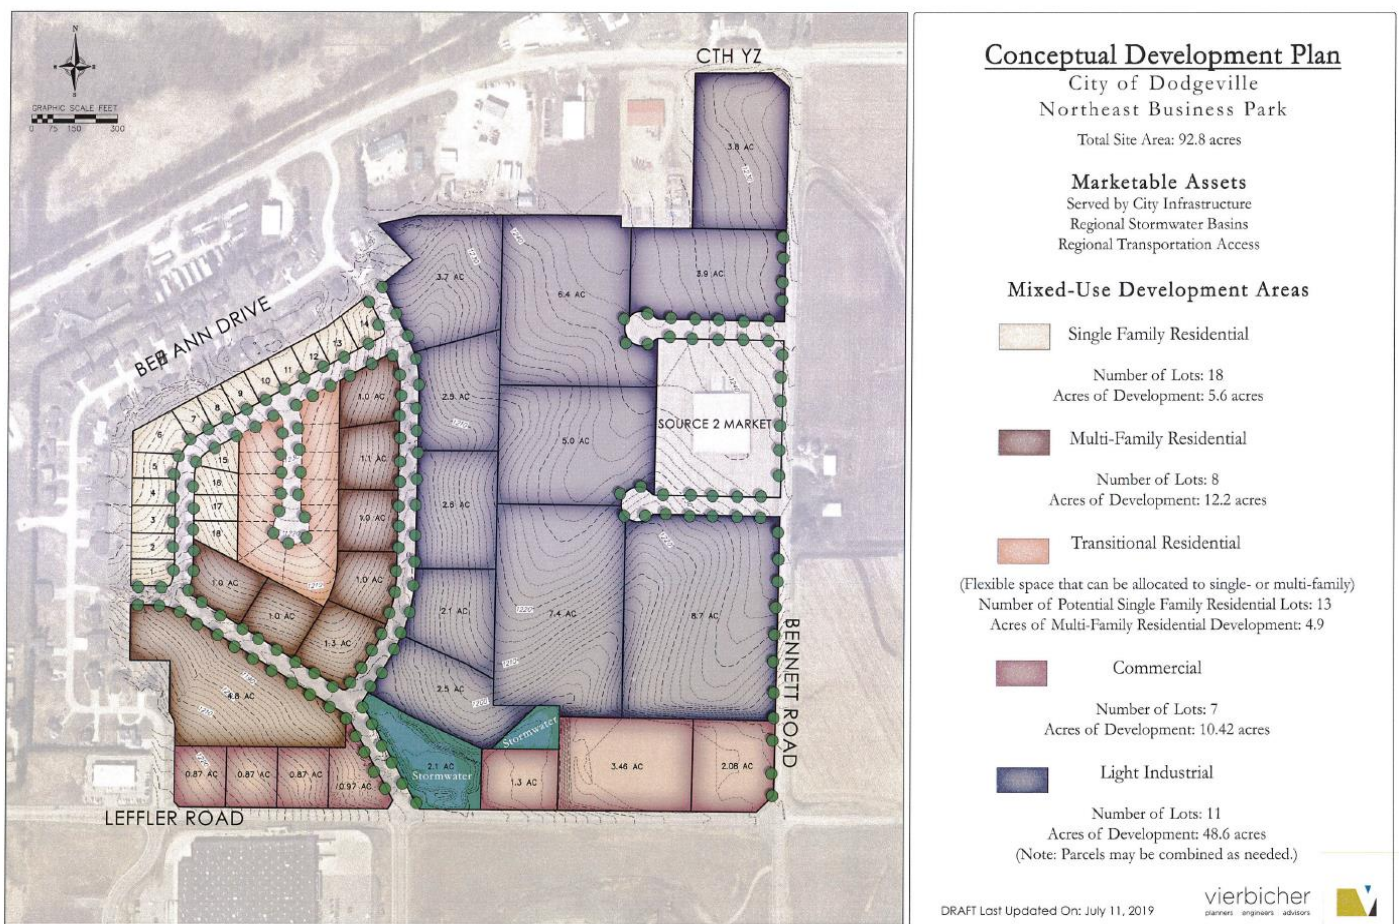 CTH YZ
N
GRAPHIC SCALE FEET
0 75 150 300
3.8 AC
3.7 AC
6.4 AC
3.9 AC
BEE ANN DRIVE
14
13
12
11
10
9
8
7
6
5
4
3
2
1
15
16
17
18
1.0 AC
1.1 AC
1.0 AC
1.0 AC
1.0 AC
1.0 AC
1.3 AC
2.5 AC
5.0 AC
SOURCE 2 MARKET
2.1 AC
7.4 AC
8.7 AC
2.5 AC
4.8 AC
BENNETT ROAD
Stormwater
2.1 AC
Stormwater
0.87 AC
0.87 AC
0.87 AC
0.97 AC
1.3 AC
3.46 AC
2.08 AC
LEFFLER ROAD
Conceptual Development Plan
City of Dodgeville
Northeast Business Park
Total Site Area: 92.8 acres
Marketable Assets
Served by City Infrastructure
Regional Stormwater Basins
Regional Transportation Access
Mixed-Use Development Areas
Single Family Residential
Number of Lots: 18
Acres of Development: 5.6 acres
Multi-Family Residential
Number of Lots: 8
Acres of Development: 12.2 acres
Transitional Residential
(Flexible space that can be allocated to single- or multi-family)
Number of Potential Single Family Residential Lots: 13
Acres of Multi-Family Residential Development: 4.9
Commercial
Number of Lots: 7
Acres of Development: 10.42 acres
Light Industrial
Number of Lots: 11
Acres of Development: 48.6 acres
(Note: Parcels may be combined as needed.)
DRAFT Last Updated On: July 11, 2019
vierbicher
planners engineers advisors